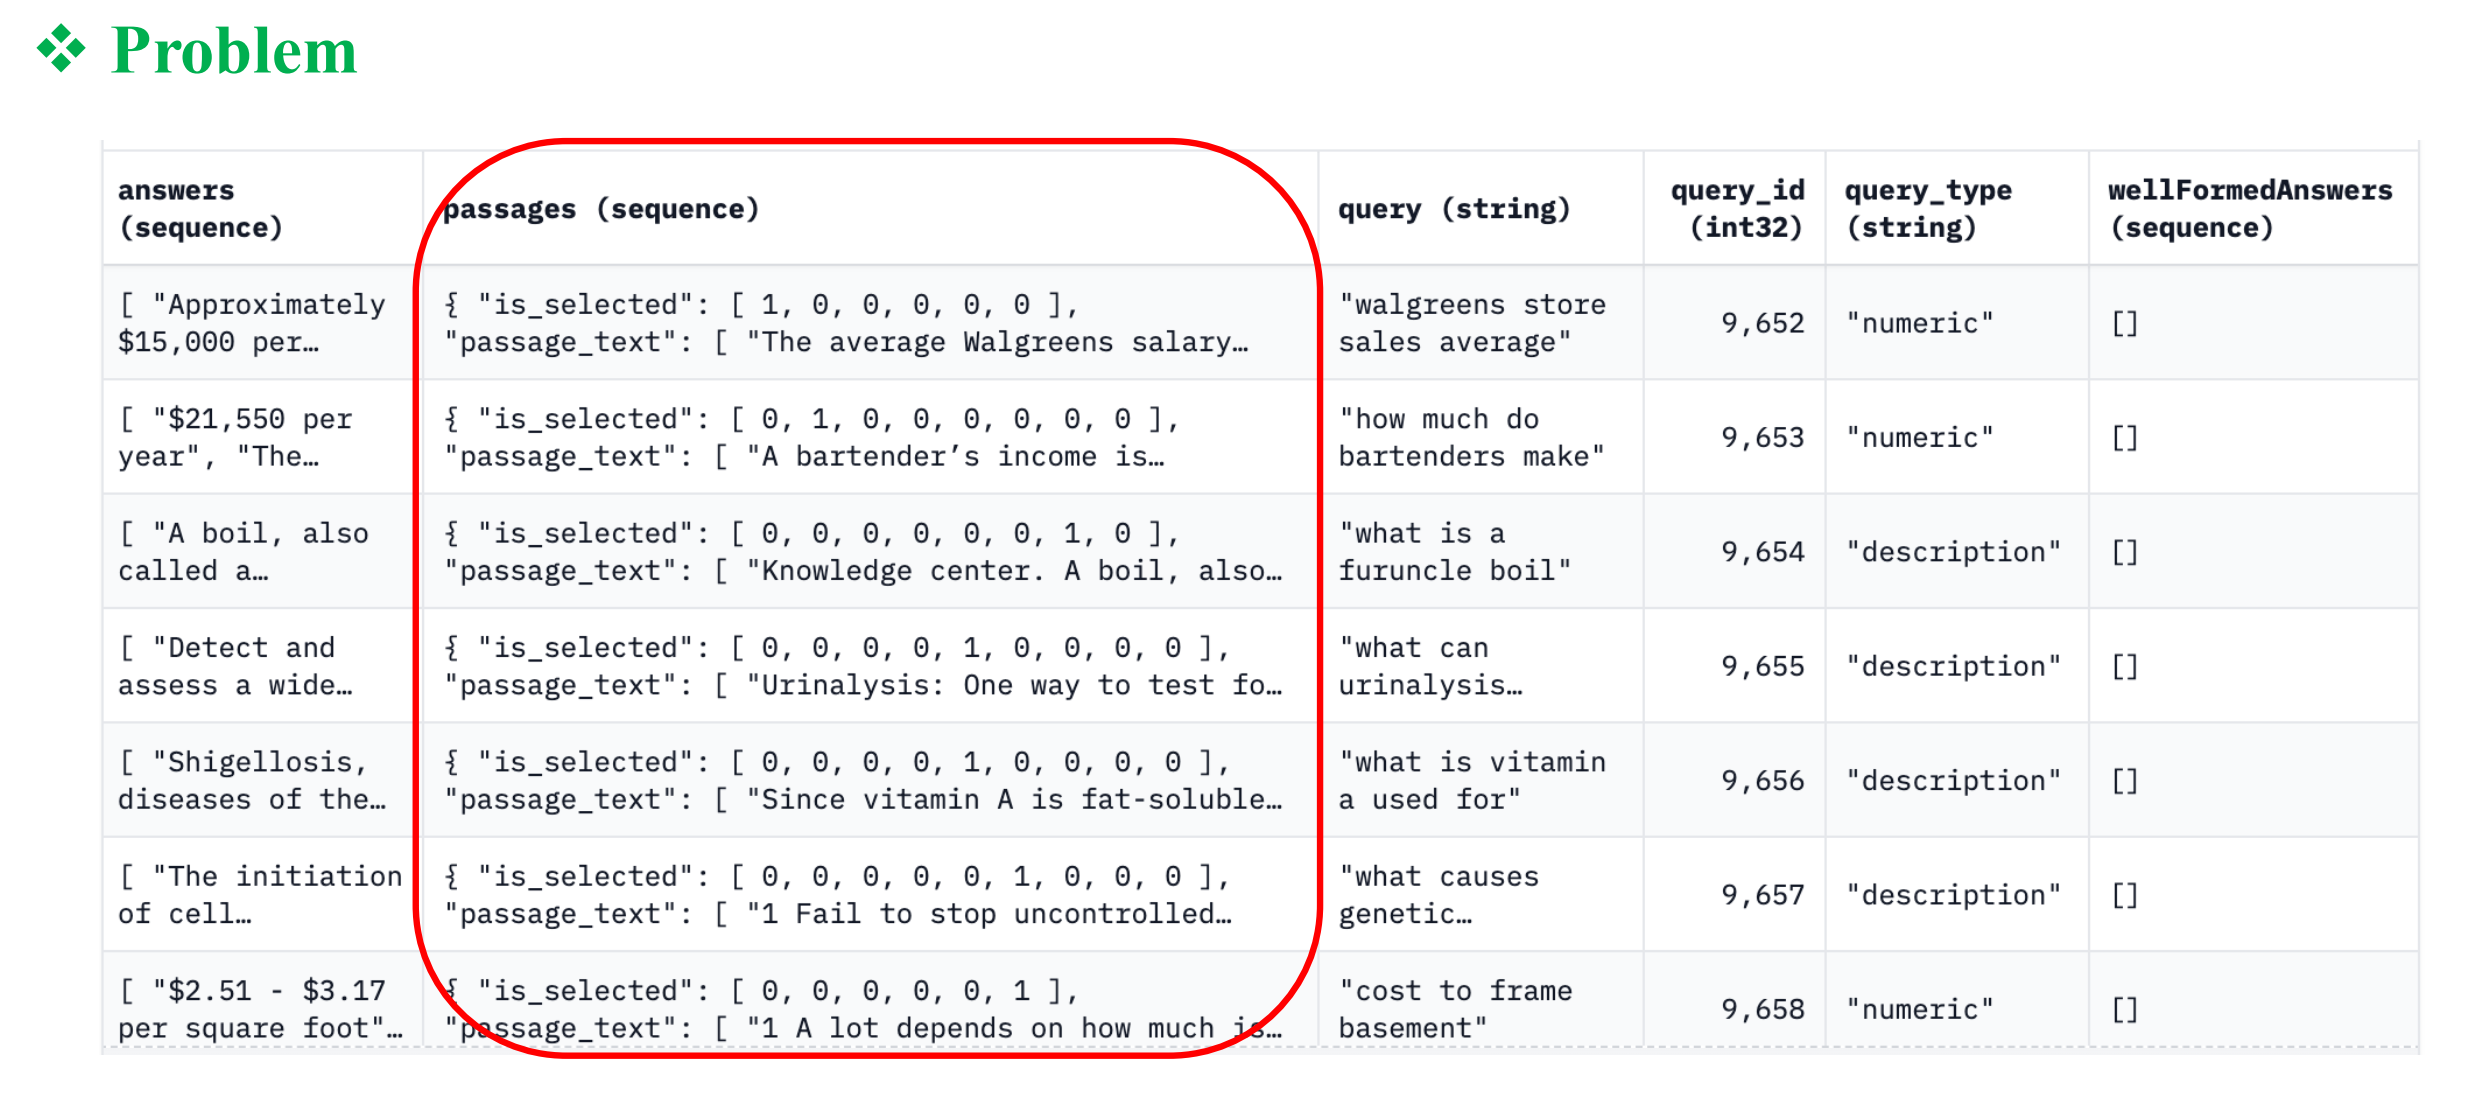 Problem
answers (sequence)
passages (sequence)
query (string)
query_id (int32)
query_type (string)
wellFormedAnswers (sequence)
[ "Approximately
$15,000 per…
{ "is_selected": [ 1, 0, 0, 0, 0, 0 ],
"passage_text": [ "The average Walgreens salary…
"walgreens store
sales average"
9,652
"numeric"
[]
[ "$21,550 per
year", "The…
{ "is_selected": [ 0, 1, 0, 0, 0, 0, 0, 0 ],
"passage_text": [ "A bartender’s income is…
"how much do
bartenders make"
9,653
"numeric"
[]
[ "A boil, also
called a…
{ "is_selected": [ 0, 0, 0, 0, 0, 0, 1, 0 ],
"passage_text": [ "Knowledge center. A boil, also…
"what is a
furuncle boil"
9,654
"description"
[]
[ "Detect and
assess a wide…
{ "is_selected": [ 0, 0, 0, 0, 1, 0, 0, 0, 0 ],
"passage_text": [ "Urinalysis: One way to test fo…
"what can
urinalysis…
9,655
"description"
[]
[ "Shigellosis,
diseases of the…
{ "is_selected": [ 0, 0, 0, 0, 1, 0, 0, 0, 0 ],
"passage_text": [ "Since vitamin A is fat-soluble…
"what is vitamin
a used for"
9,656
"description"
[]
[ "The initiation
of cell…
{ "is_selected": [ 0, 0, 0, 0, 0, 1, 0, 0, 0 ],
"passage_text": [ "1 Fail to stop uncontrolled…
"what causes
genetic…
9,657
"description"
[]
[ "$2.51 - $3.17
per square foot"…
{ "is_selected": [ 0, 0, 0, 0, 0, 1 ],
"passage_text": [ "1 A lot depends on how much is…
"cost to frame
basement"
9,658
"numeric"
[]